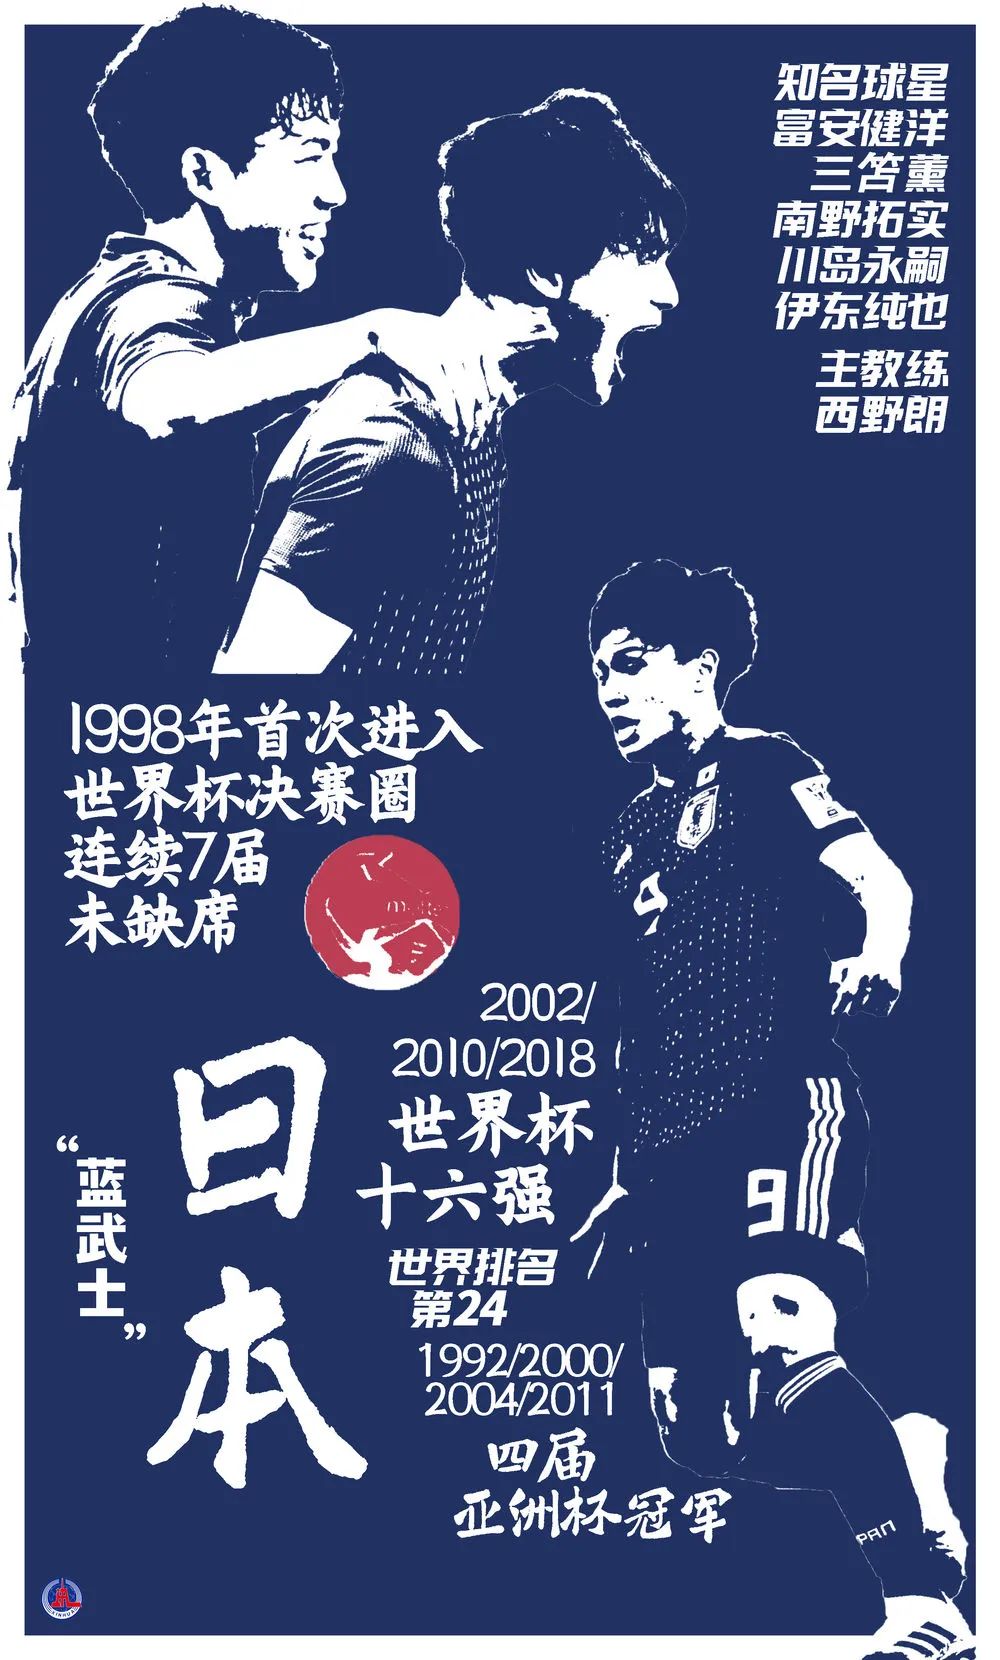 知名球星
富安健洋
三笘薰
南野拓实
川岛永嗣
伊东纯也
主教练
西野朗
1998年首次进入
世界杯决赛圈
连续7届
未缺席
日本
“蓝武士”
2002/
2010/2018
世界杯
十六强
世界排名
第24
1992/2000/
2004/2011
四届
亚洲杯冠军
9
XINHUA